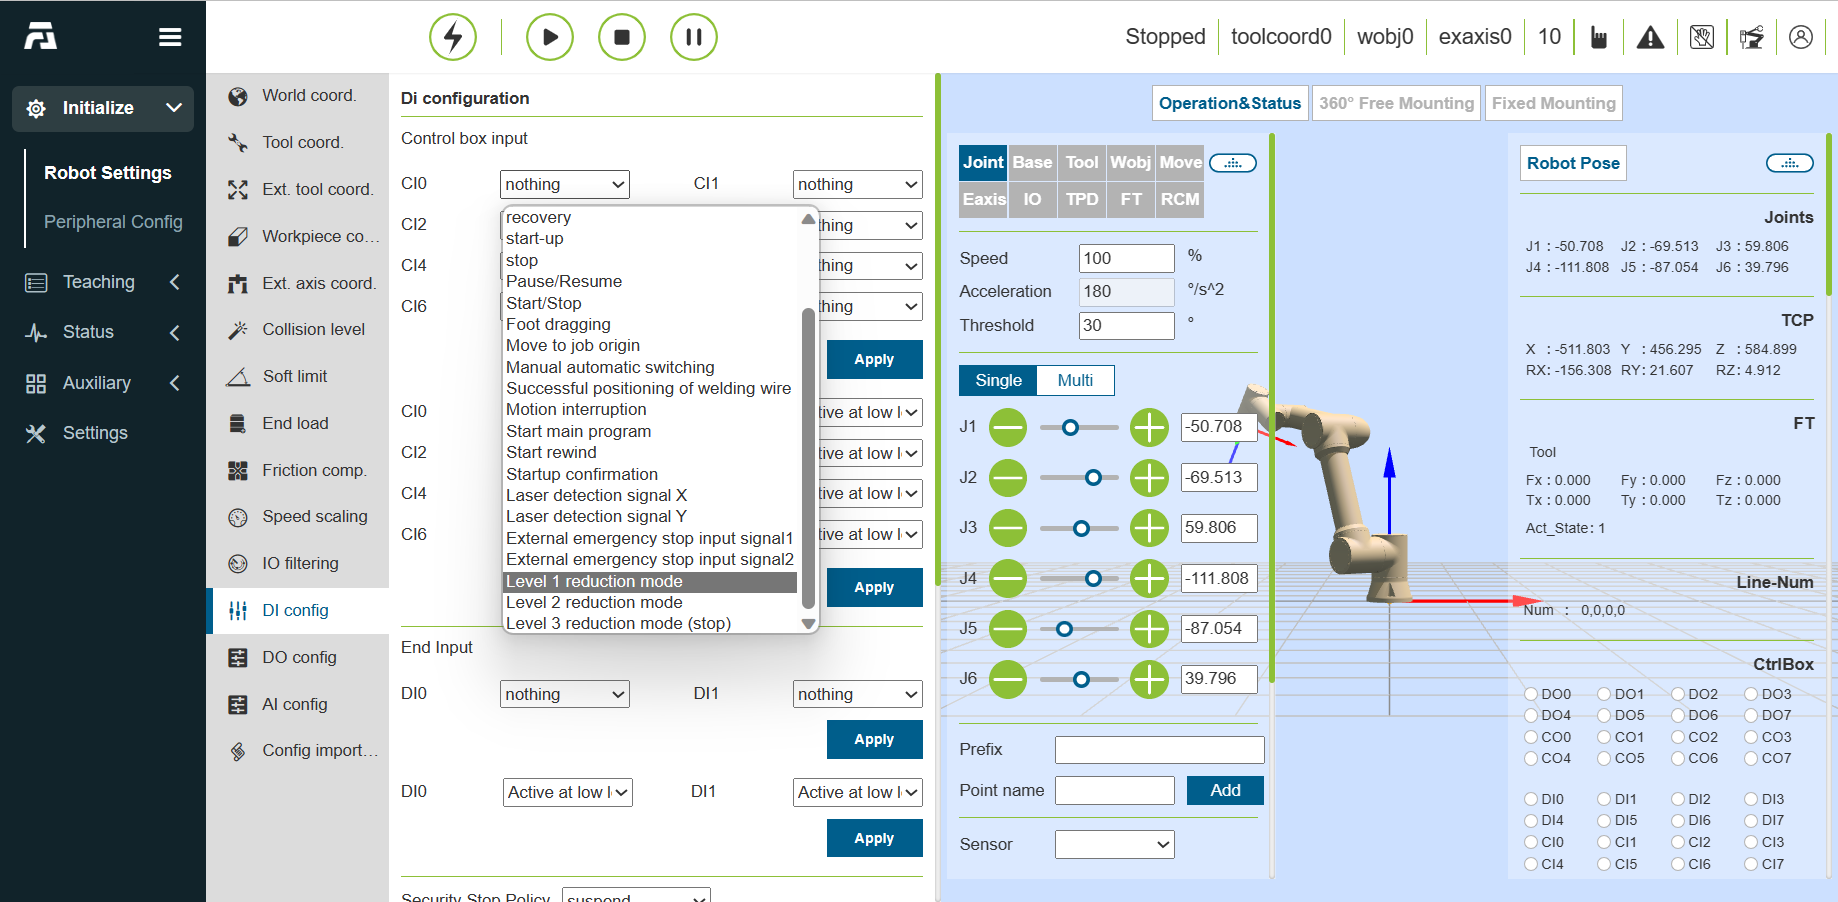 Stopped toolcoord0 wobj0 exaxis0 10
Initialize
Robot Settings
Peripheral Config
Teaching
Status
Auxiliary
Settings
World coord.
Tool coord.
Ext. tool coord.
Workpiece co...
Ext. axis coord.
Collision level
Soft limit
End load
Friction comp.
Speed scaling
IO filtering
DI config
DO config
AI config
Config import...
Di configuration
Control box input
CI0 nothing CI1 nothing
CI2 thing
CI4 thing
CI6 thing
recovery
start-up
stop
Pause/Resume
Start/Stop
Foot dragging
Move to job origin
Manual automatic switching
Successful positioning of welding wire
Motion interruption
Start main program
Start rewind
Startup confirmation
Laser detection signal X
Laser detection signal Y
External emergency stop input signal1
External emergency stop input signal2
Level 1 reduction mode
Level 2 reduction mode
Level 3 reduction mode (stop)
Apply
CI0 tive at low l
CI2 tive at low l
CI4 tive at low l
CI6 tive at low l
Apply
End Input
DI0 nothing DI1 nothing
Apply
DI0 Active at low l DI1 Active at low l
Apply
Security Stop Policy suspend
Operation&Status 360° Free Mounting Fixed Mounting
Joint Base Tool Wobj Move
Eaxis IO TPD FT RCM
Speed 100 %
Acceleration 180 °/s^2
Threshold 30 °
Single Multi
J1 -50.708
J2 -69.513
J3 59.806
J4 -111.808
J5 -87.054
J6 39.796
Prefix
Point name Add
Sensor
Robot Pose
Joints
J1 : -50.708 J2 : -69.513 J3 : 59.806
J4 : -111.808 J5 : -87.054 J6 : 39.796
TCP
X : -511.803 Y : 456.295 Z : 584.899
RX: -156.308 RY: 21.607 RZ: 4.912
FT
Tool
Fx : 0.000 Fy : 0.000 Fz : 0.000
Tx : 0.000 Ty : 0.000 Tz : 0.000
Act_State: 1
Line-Num
Num : 0,0,0,0
CtrlBox
DO0 DO1 DO2 DO3
DO4 DO5 DO6 DO7
CO0 CO1 CO2 CO3
CO4 CO5 CO6 CO7
DI0 DI1 DI2 DI3
DI4 DI5 DI6 DI7
CI0 CI1 CI2 CI3
CI4 CI5 CI6 CI7